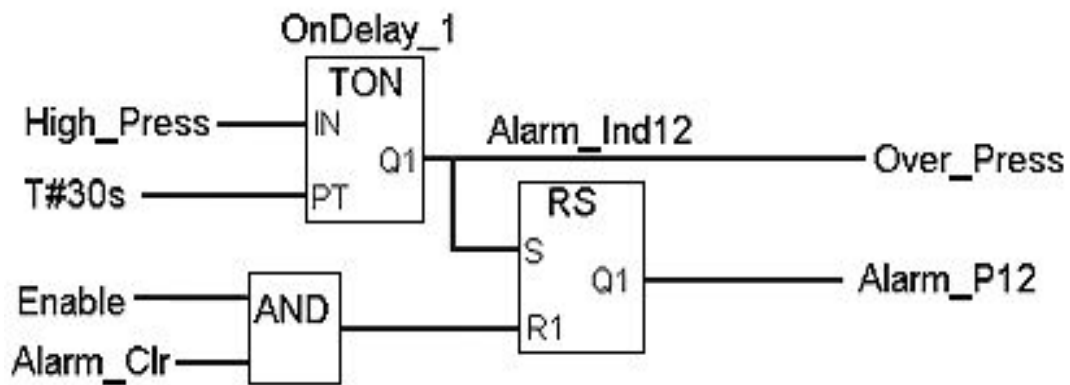 OnDelay_1
TON
High_Press
IN
Q1
T#30s
PT
Alarm_Ind12
Over_Press
RS
S
Q1
R1
Alarm_P12
Enable
AND
Alarm_Clr